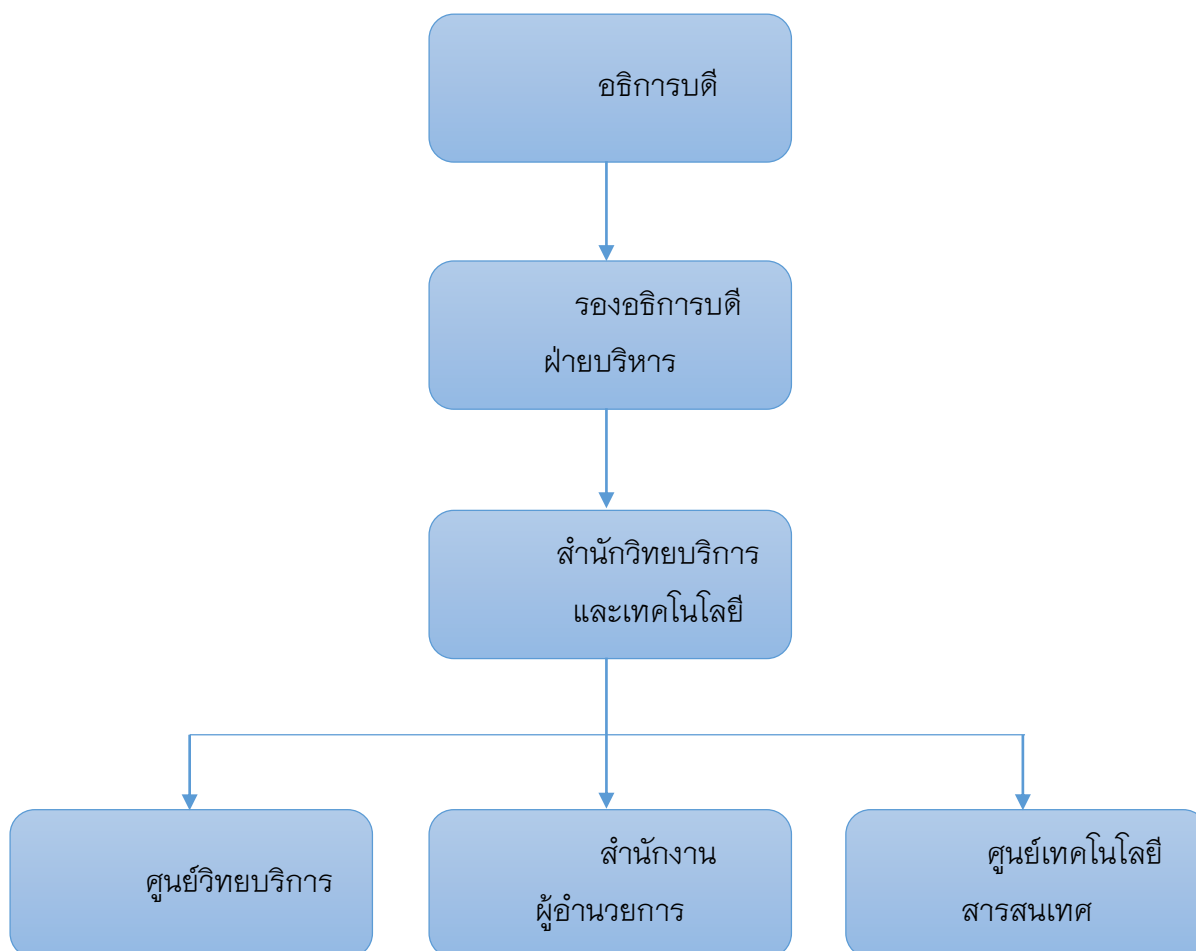 อธิการบดี
รองอธิการบดี
ฝ่ายบริหาร
สำนักวิทยบริการ
และเทคโนโลยี
ศูนย์วิทยบริการ
สำนักงาน
ผู้อำนวยการ
ศูนย์เทคโนโลยี
สารสนเทศ